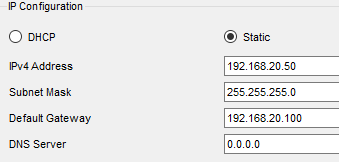 IP Configuration
DHCP Static
IPv4 Address 192.168.20.50
Subnet Mask 255.255.255.0
Default Gateway 192.168.20.100
DNS Server 0.0.0.0